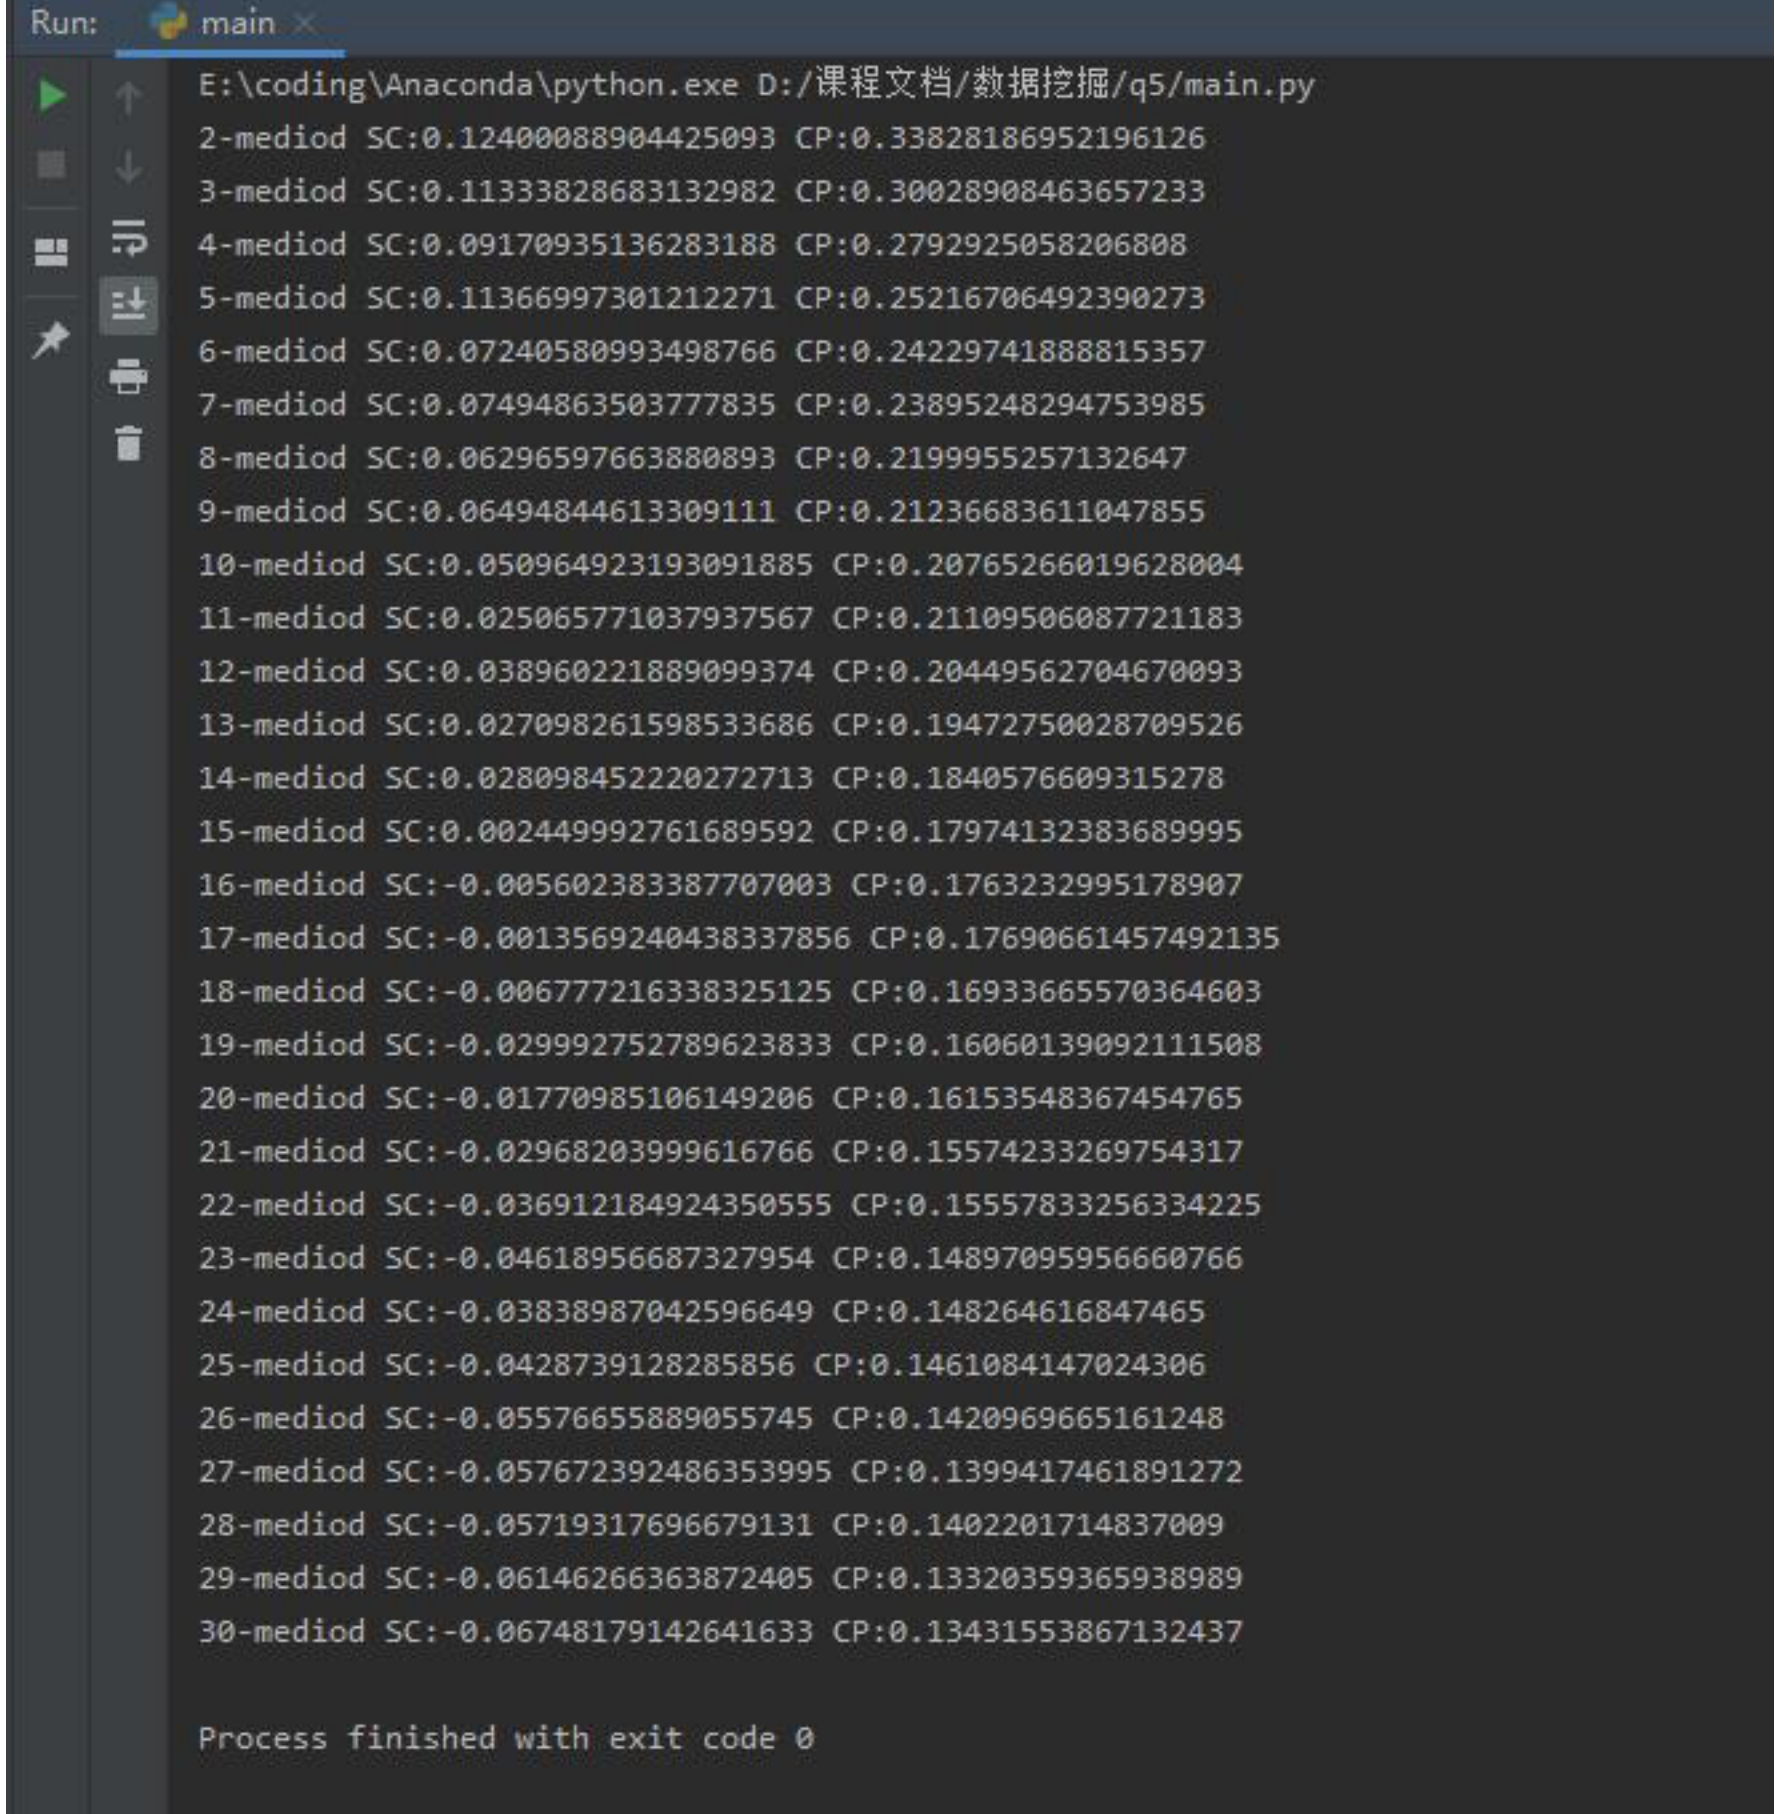 Run: main
E:\coding\Anaconda\python.exe D:/课程文档/数据挖掘/q5/main.py
2-mediod SC:0.12400088904425093 CP:0.33828186952196126
3-mediod SC:0.11333828683132982 CP:0.30028908463657233
4-mediod SC:0.09170935136283188 CP:0.2792925058206808
5-mediod SC:0.11366997301212271 CP:0.25216706492390273
6-mediod SC:0.07240580993498766 CP:0.24229741888815357
7-mediod SC:0.07494863503777835 CP:0.23895248294753985
8-mediod SC:0.06296597663880893 CP:0.2199955257132647
9-mediod SC:0.06494844613309111 CP:0.21236683611047855
10-mediod SC:0.050964923193091885 CP:0.20765266019628004
11-mediod SC:0.025065771037937567 CP:0.21109506087721183
12-mediod SC:0.038960221889099374 CP:0.20449562704670093
13-mediod SC:0.027098261598533686 CP:0.19472750028709526
14-mediod SC:0.028098452220272713 CP:0.1840576609315278
15-mediod SC:0.002449992761689592 CP:0.17974132383689995
16-mediod SC:-0.005602383387707003 CP:0.1763232995178907
17-mediod SC:-0.0013569240438337856 CP:0.17690661457492135
18-mediod SC:-0.006777216338325125 CP:0.16933665570364603
19-mediod SC:-0.029992752789623833 CP:0.16060139092111508
20-mediod SC:-0.01770985106149206 CP:0.16153548367454765
21-mediod SC:-0.02968203999616766 CP:0.15574233269754317
22-mediod SC:-0.036912184924350555 CP:0.15557833256334225
23-mediod SC:-0.04618956687327954 CP:0.14897095956660766
24-mediod SC:-0.03838987042596649 CP:0.148264616847465
25-mediod SC:-0.0428739128285856 CP:0.1461084147024306
26-mediod SC:-0.05576655889055745 CP:0.1420969665161248
27-mediod SC:-0.057672392486353995 CP:0.1399417461891272
28-mediod SC:-0.05719317696679131 CP:0.1402201714837009
29-mediod SC:-0.06146266363872405 CP:0.13320359365938989
30-mediod SC:-0.06748179142641633 CP:0.13431553867132437
Process finished with exit code 0